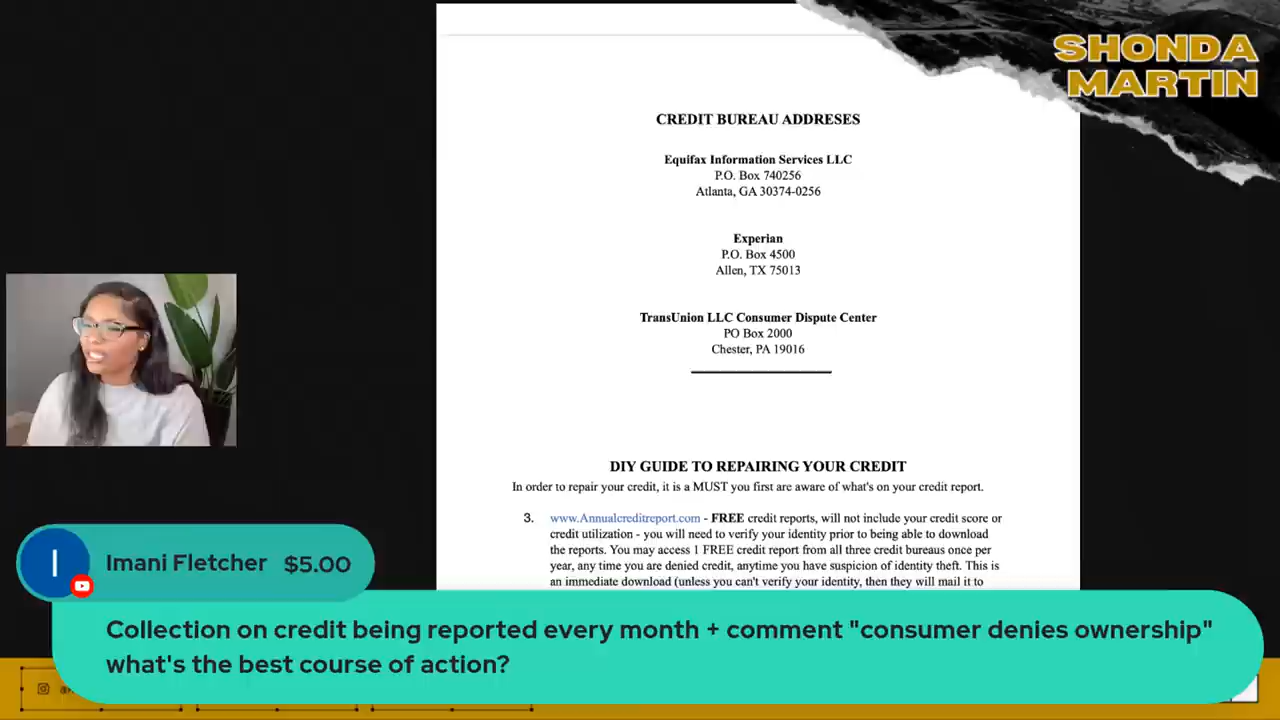 SHONDA
MARTIN
CREDIT BUREAU ADDRESES
Equifax Information Services LLC
P.O. Box 740256
Atlanta, GA 30374-0256
Experian
P.O. Box 4500
Allen, TX 75013
TransUnion LLC Consumer Dispute Center
PO Box 2000
Chester, PA 19016
DIY GUIDE TO REPAIRING YOUR CREDIT
In order to repair your credit, it is a MUST you first are aware of what's on your credit report.
3. www.Annualcreditreport.com - FREE credit reports, will not include your credit score or
credit utilization - you will need to verify your identity prior to being able to download
the reports. You may access 1 FREE credit report from all three credit bureaus once per
year, any time you are denied credit, anytime you have suspicion of identity theft. This is
an immediate download (unless you can't verify your identity, then they will mail it to
I
Imani Fletcher $5.00
Collection on credit being reported every month + comment "consumer denies ownership"
what's the best course of action?